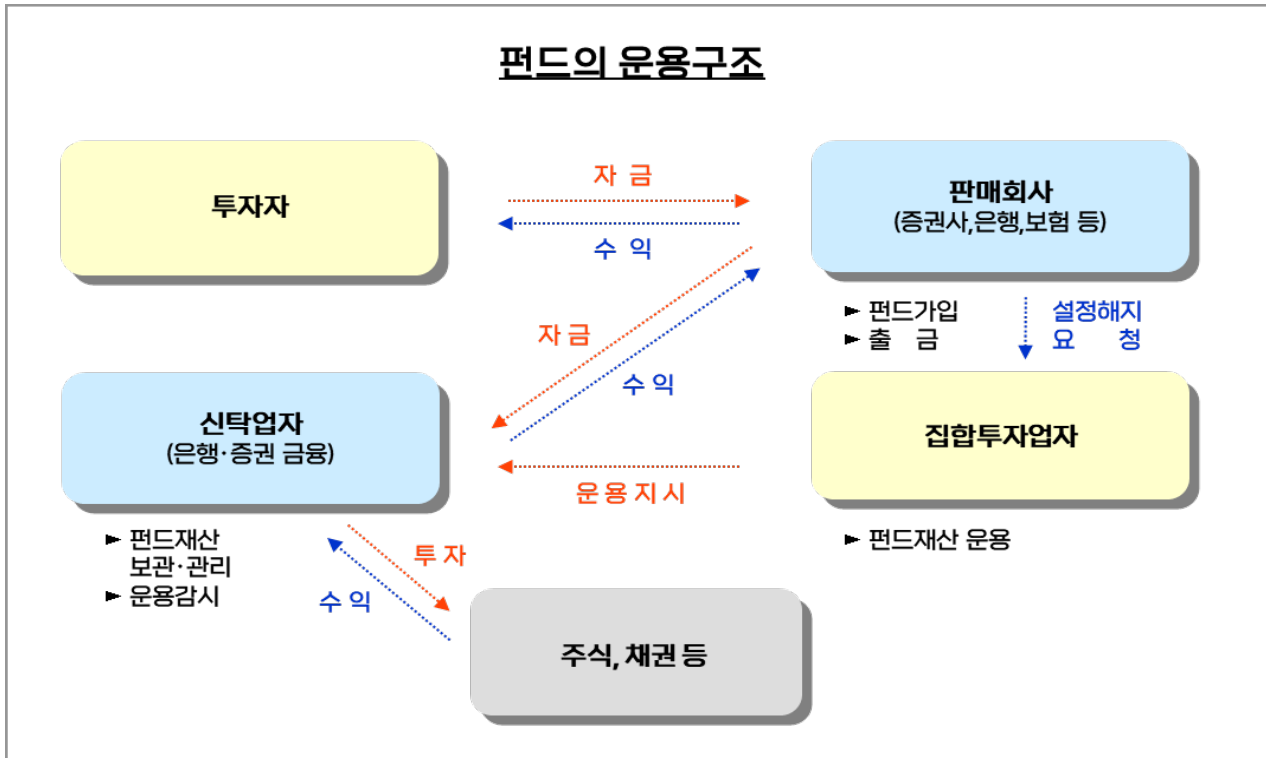 펀드의 운용구조
투자자
자 금
수 익
판매회사
(증권사,은행,보험 등)
► 펀드가입
► 출 금
설정해지
요 청
자 금
수 익
신탁업자
(은행·증권 금융)
집합투자업자
운 용 지 시
► 펀드재산
보관·관리
► 운용감시
► 펀드재산 운용
투 자
수 익
주식, 채권 등